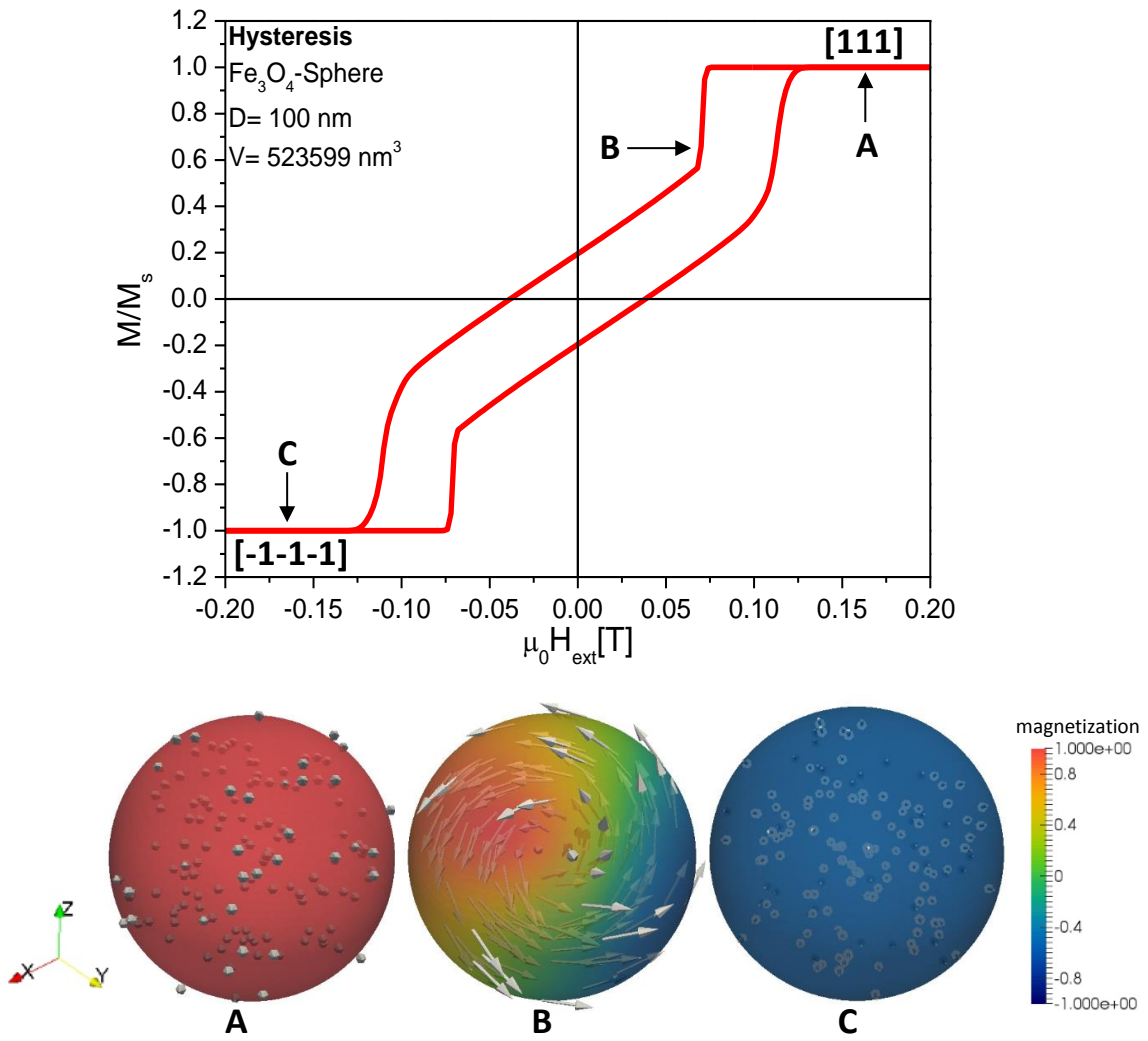 1.2
1.0
0.8
0.6
0.4
0.2
0.0
-0.2
-0.4
-0.6
-0.8
-1.0
-1.2
M/Mₛ
Hysteresis
Fe₃O₄-Sphere
D= 100 nm
V= 523599 nm³
[111]
A
B
C
[-1-1-1]
-0.20 -0.15 -0.10 -0.05 0.00 0.05 0.10 0.15 0.20
μ₀Hₑₓₜ[T]
magnetization
1.000e+00
0.8
0.4
0
-0.4
-0.8
-1.000e+00
Z
X
Y
A B C